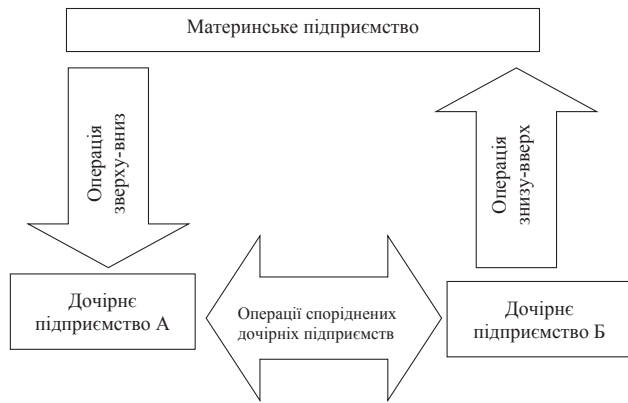 Материнське підприємство
Операція
зверху-вниз
Операція
знизу-вверх
Дочірнє
підприємство А
Операції споріднених
дочірніх підприємств
Дочірнє
підприємство Б